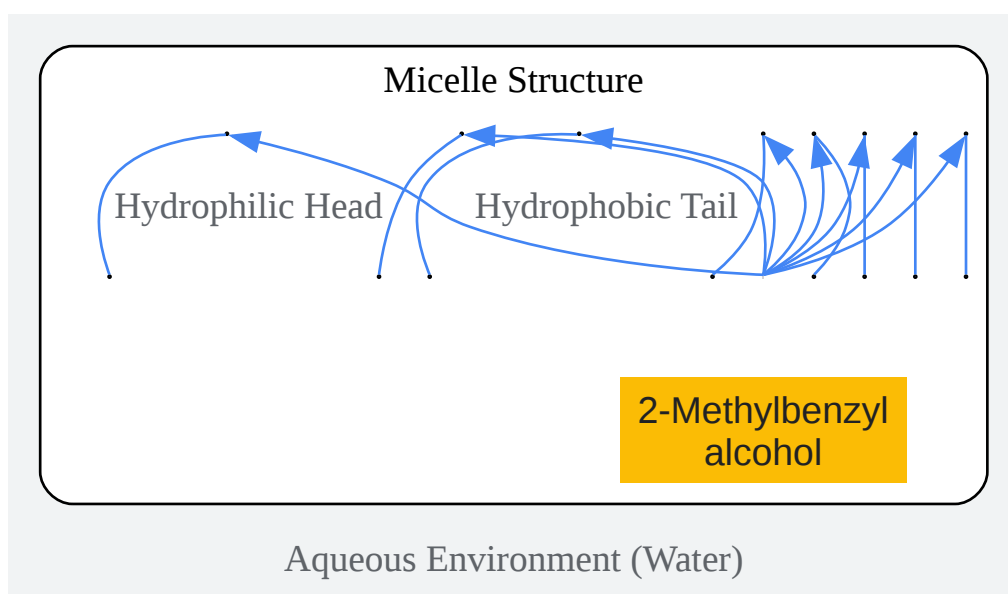 Micelle Structure
Hydrophilic Head
Hydrophobic Tail
2-Methylbenzyl
alcohol
Aqueous Environment (Water)